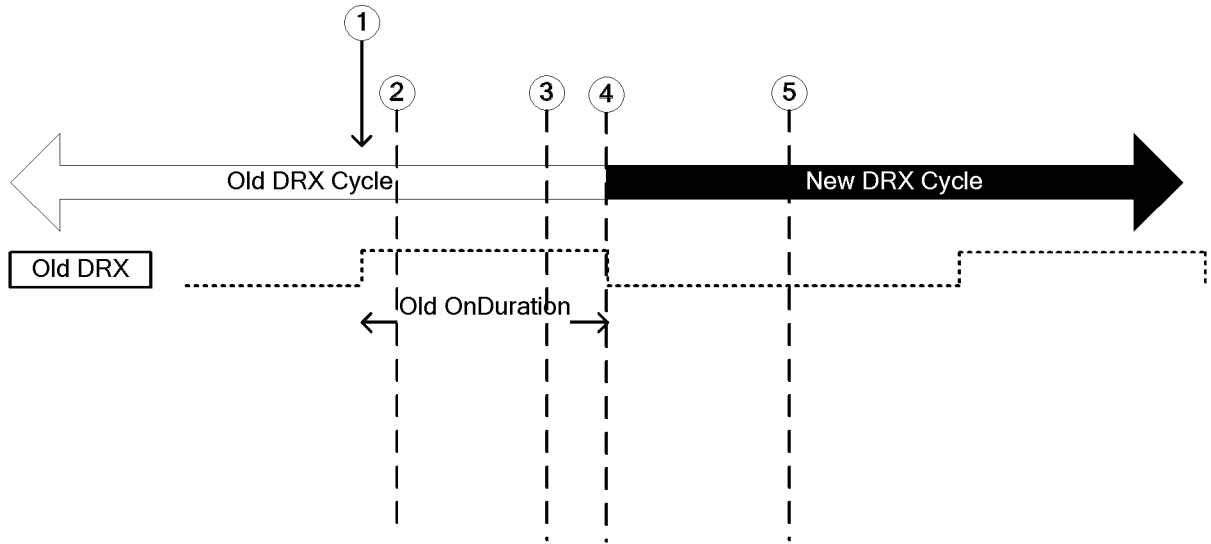 1
2
3
4
5
Old DRX Cycle
New DRX Cycle
Old DRX
Old OnDuration